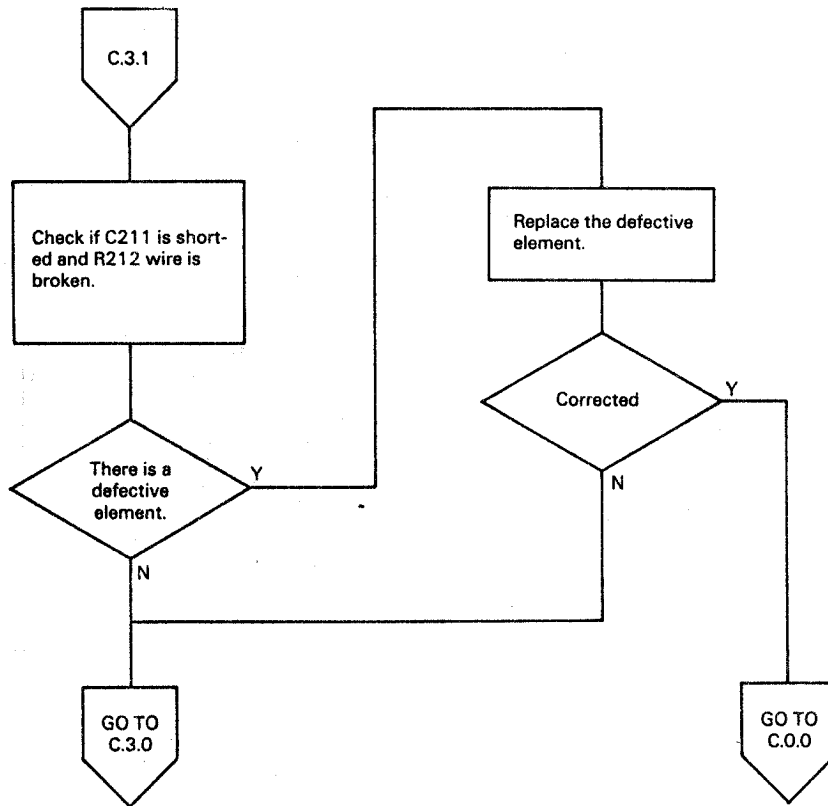 C.3.1
Check if C211 is short-
ed and R212 wire is
broken.
There is a
defective
element.
Y
N
GO TO
C.3.0
Replace the defective
element.
Corrected
Y
N
GO TO
C.0.0